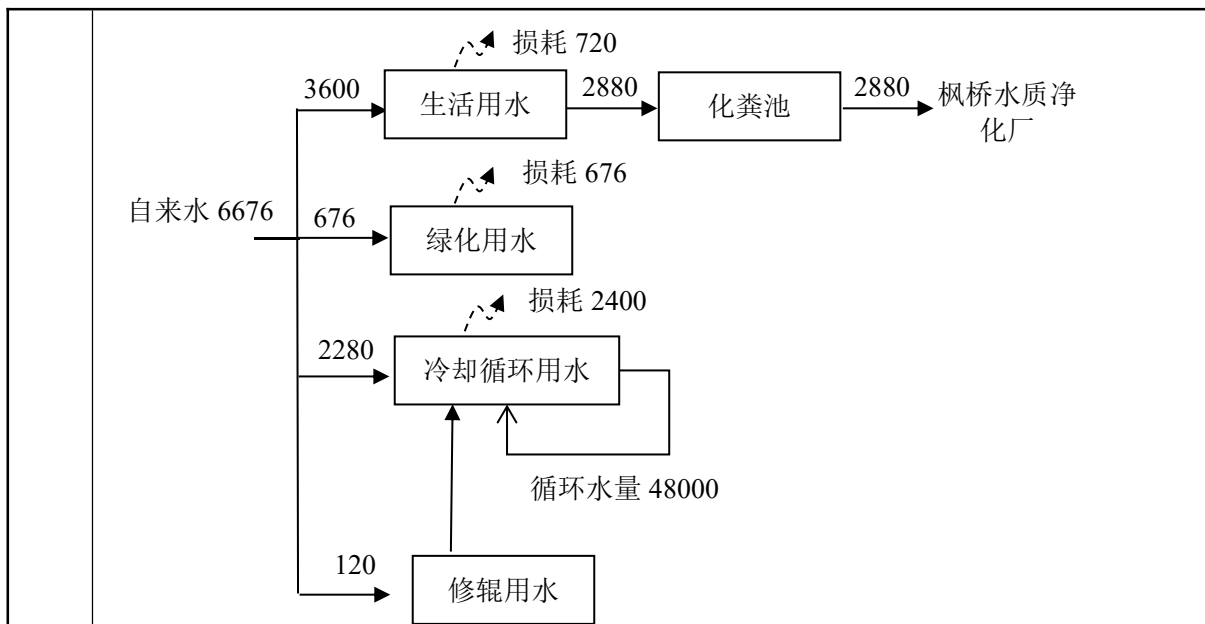 损耗 720
3600
生活用水
2880
化粪池
2880
枫桥水质净
化厂
损耗 676
自来水 6676
676
绿化用水
损耗 2400
2280
冷却循环用水
循环水量 48000
120
修辊用水